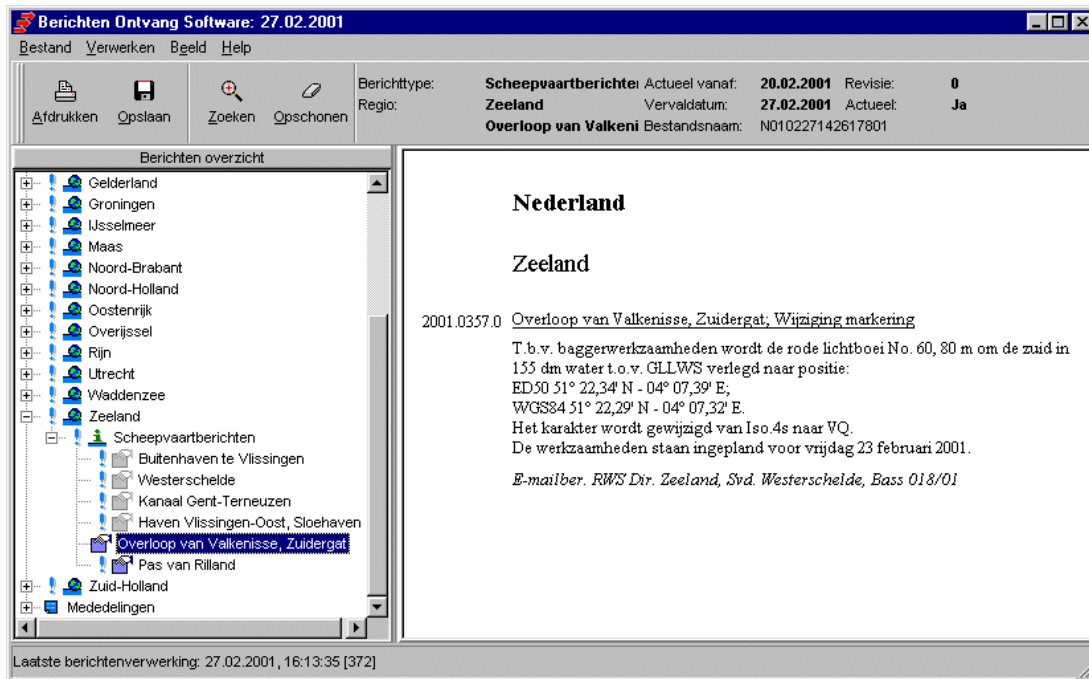 Berichten Ontvang Software: 27.02.2001
Bestand Verwerken Beeld Help
Afdrukken Opslaan Zoeken Opschonen
Berichttype: Scheepvaartberichten Actueel vanaf: 20.02.2001 Revisie: 0
Regio: Zeeland Vervaldatum: 27.02.2001 Actueel: Ja
Overloop van Valkeni Bestandsnaam: N010227142617801
Berichten overzicht
Gelderland
Groningen
IJsselmeer
Maas
Noord-Brabant
Noord-Holland
Oostenrijk
Overijssel
Rijn
Utrecht
Waddenzee
Zeeland
Scheepvaartberichten
Buitenhaven te Vlissingen
Westerschelde
Kanaal Gent-Terneuzen
Haven Vlissingen-Oost, Sloehaven
Overloop van Valkenisse, Zuidergat
Pas van Rilland
Zuid-Holland
Mededelingen
Nederland
Zeeland
2001.0357.0 Overloop van Valkenisse, Zuidergat; Wijziging markering
T.b.v. baggerwerkzaamheden wordt de rode lichtboei No. 60, 80 m om de zuid in
155 dm water t.o.v. GLLWS verlegd naar positie:
ED50 51° 22,34' N - 04° 07,39' E;
WGS84 51° 22,29' N - 04° 07,32' E.
Het karakter wordt gewijzigd van Iso.4s naar VQ.
De werkzaamheden staan ingepland voor vrijdag 23 februari 2001.
E-mailber. RWS Dir. Zeeland, Svd. Westerschelde, Bass 018/01
Laatste berichtenverwerking: 27.02.2001, 16:13:35 [372]